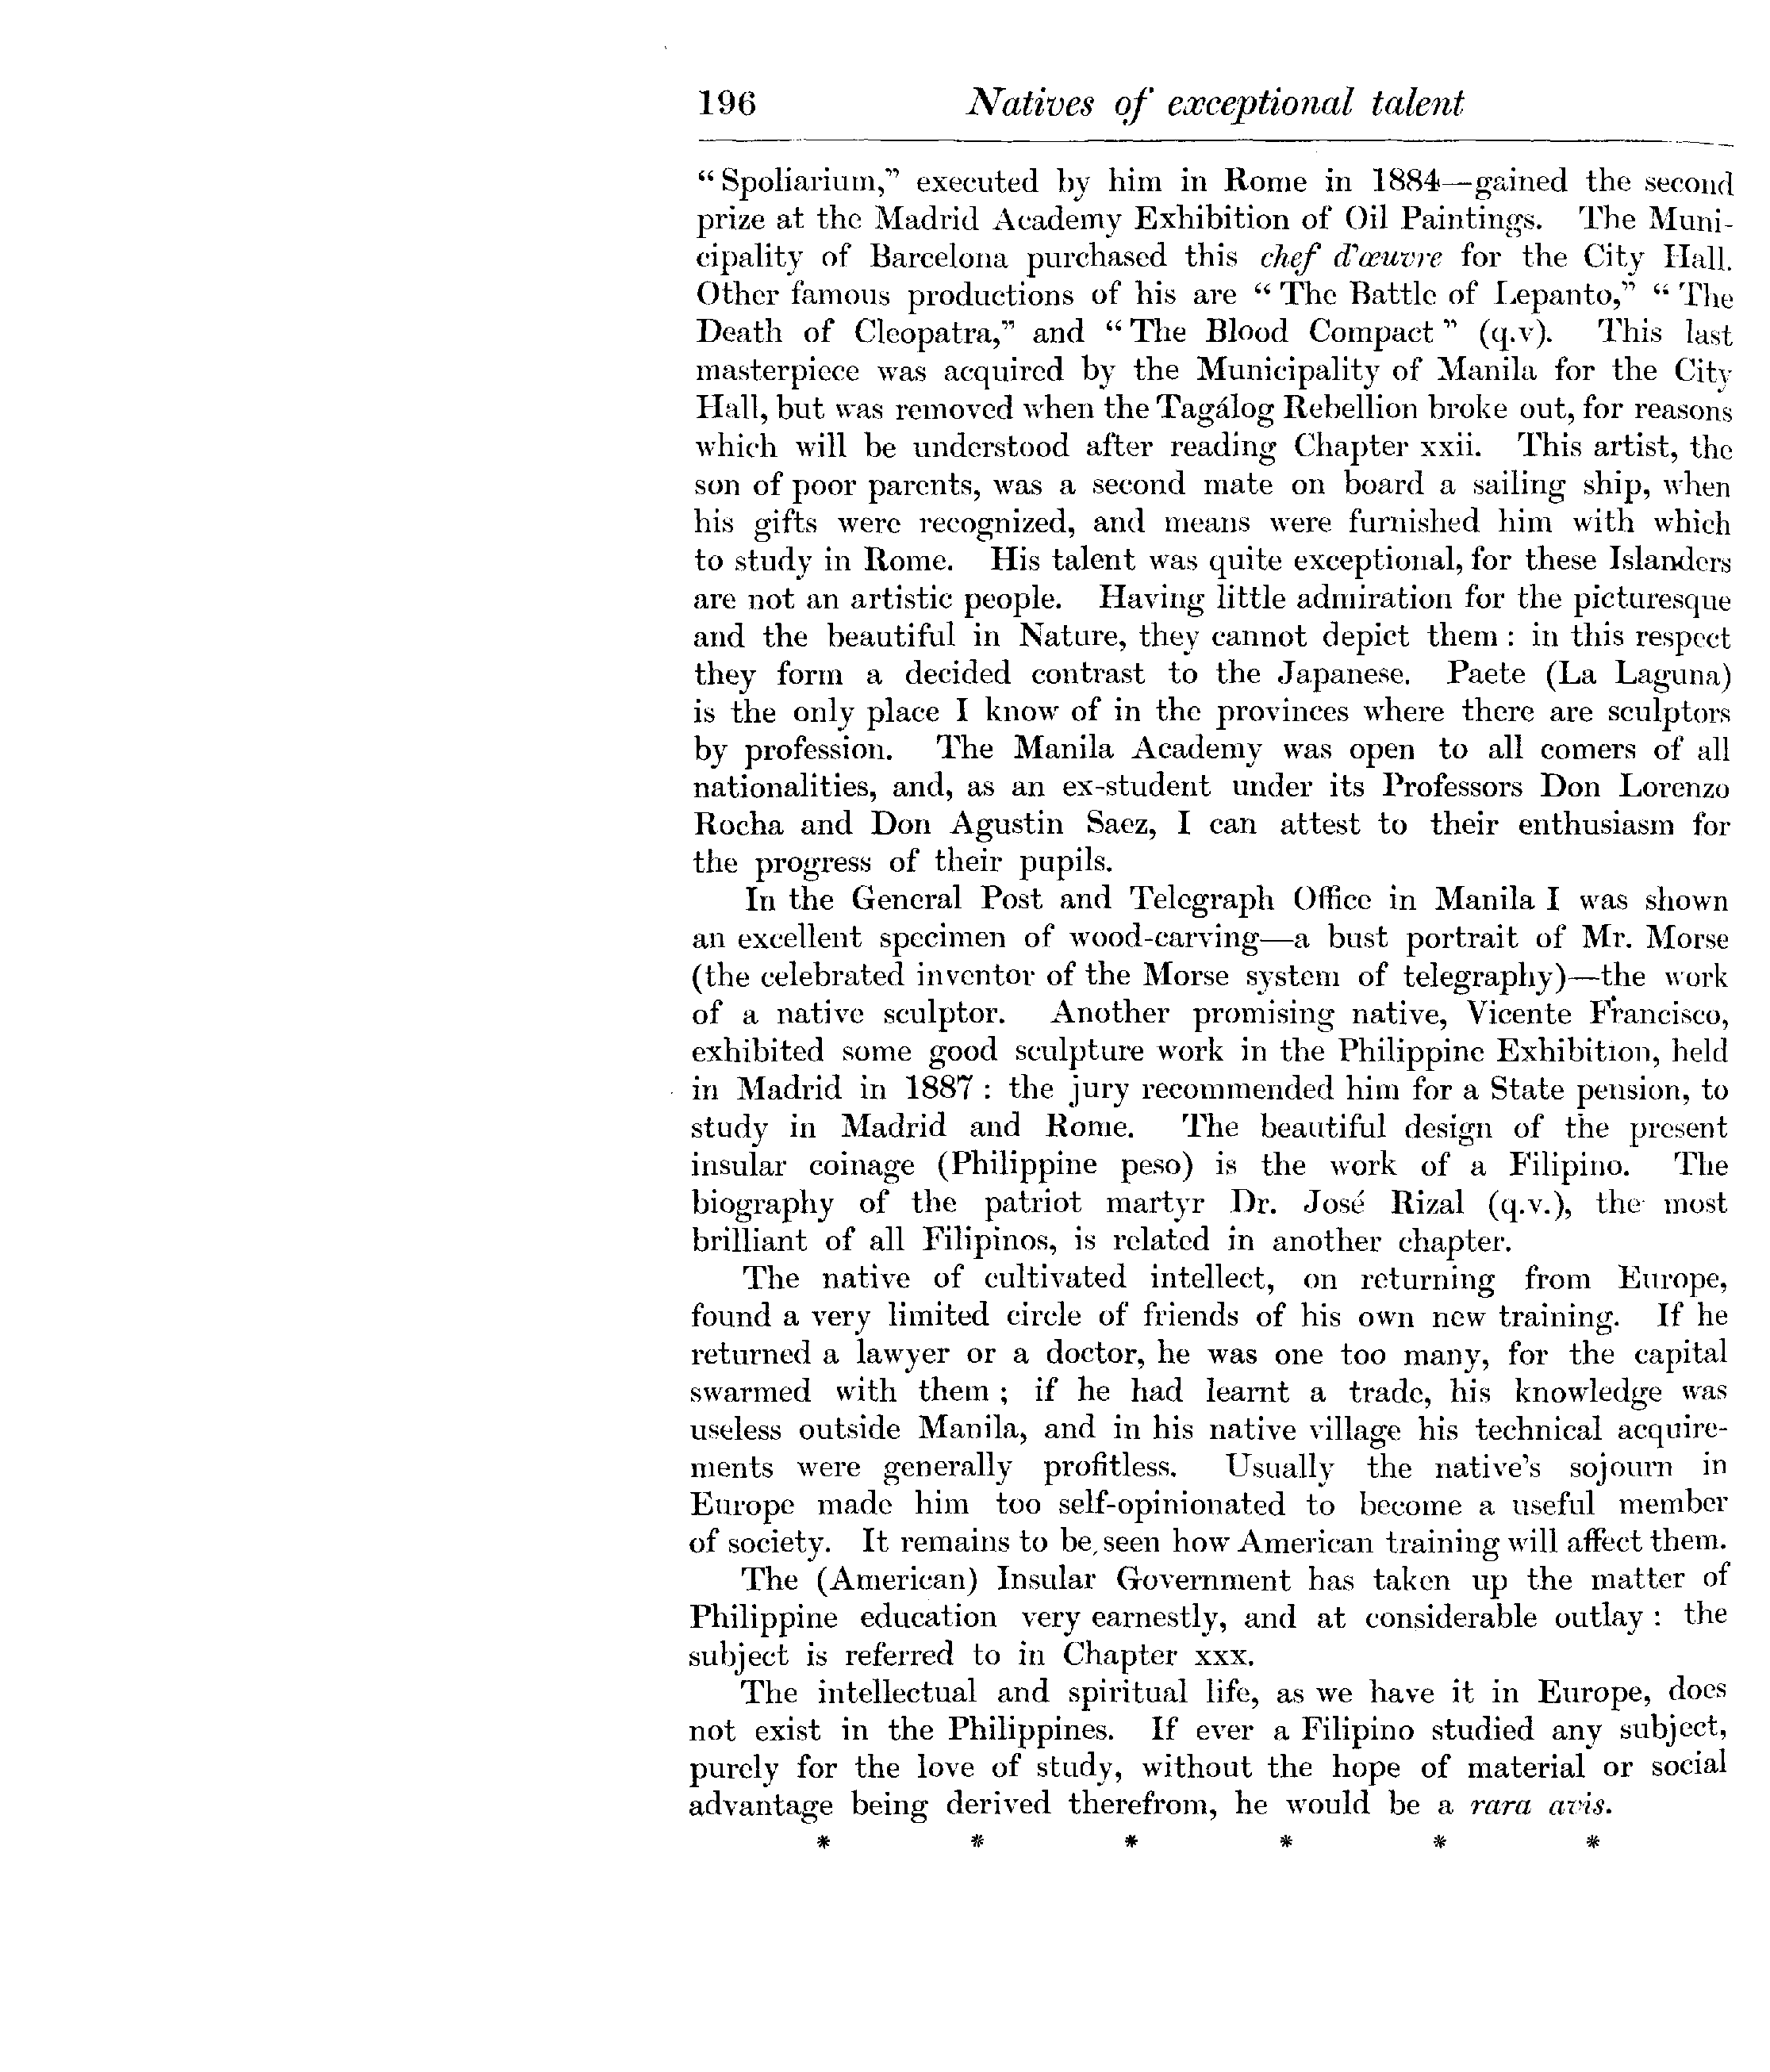 196 Natives of exceptional talent
“Spoliarium,” executed by him in Rome in 1884—gained the second
prize at the Madrid Academy Exhibition of Oil Paintings. The Muni-
cipality of Barcelona purchased this chef d'œuvre for the City Hall.
Other famous productions of his are “The Battle of Lepanto,” “The
Death of Cleopatra,” and “The Blood Compact” (q.v). This last
masterpiece was acquired by the Municipality of Manila for the City
Hall, but was removed when the Tagálog Rebellion broke out, for reasons
which will be understood after reading Chapter xxii. This artist, the
son of poor parents, was a second mate on board a sailing ship, when
his gifts were recognized, and means were furnished him with which
to study in Rome. His talent was quite exceptional, for these Islanders
are not an artistic people. Having little admiration for the picturesque
and the beautiful in Nature, they cannot depict them : in this respect
they form a decided contrast to the Japanese. Paete (La Laguna)
is the only place I know of in the provinces where there are sculptors
by profession. The Manila Academy was open to all comers of all
nationalities, and, as an ex-student under its Professors Don Lorenzo
Rocha and Don Agustin Saez, I can attest to their enthusiasm for
the progress of their pupils.
In the General Post and Telegraph Office in Manila I was shown
an excellent specimen of wood-carving—a bust portrait of Mr. Morse
(the celebrated inventor of the Morse system of telegraphy)—the work
of a native sculptor. Another promising native, Vicente Francisco,
exhibited some good sculpture work in the Philippine Exhibition, held
in Madrid in 1887 : the jury recommended him for a State pension, to
study in Madrid and Rome. The beautiful design of the present
insular coinage (Philippine peso) is the work of a Filipino. The
biography of the patriot martyr Dr. José Rizal (q.v.), the most
brilliant of all Filipinos, is related in another chapter.
The native of cultivated intellect, on returning from Europe,
found a very limited circle of friends of his own new training. If he
returned a lawyer or a doctor, he was one too many, for the capital
swarmed with them ; if he had learnt a trade, his knowledge was
useless outside Manila, and in his native village his technical acquire-
ments were generally profitless. Usually the native's sojourn in
Europe made him too self-opinionated to become a useful member
of society. It remains to be seen how American training will affect them.
The (American) Insular Government has taken up the matter of
Philippine education very earnestly, and at considerable outlay : the
subject is referred to in Chapter xxx.
The intellectual and spiritual life, as we have it in Europe, does
not exist in the Philippines. If ever a Filipino studied any subject,
purely for the love of study, without the hope of material or social
advantage being derived therefrom, he would be a rara avis.
* * * * * *